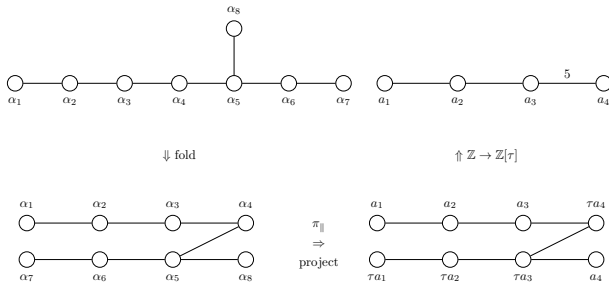 α₈
α₁ α₂ α₃ α₄ α₅ α₆ α₇
5
a₁ a₂ a₃ a₄
⇓ fold
⇑ ℤ → ℤ[τ]
α₁ α₂ α₃ α₄
α₇ α₆ α₅ α₈
π∥
⇒
project
a₁ a₂ a₃ τa₄
τa₁ τa₂ τa₃ a₄